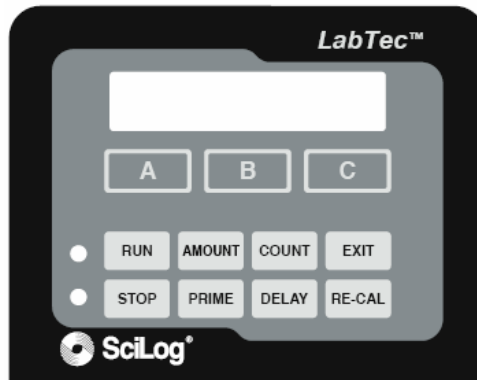 LabTec™
A B C
RUN AMOUNT COUNT EXIT
STOP PRIME DELAY RE-CAL
SciLog®